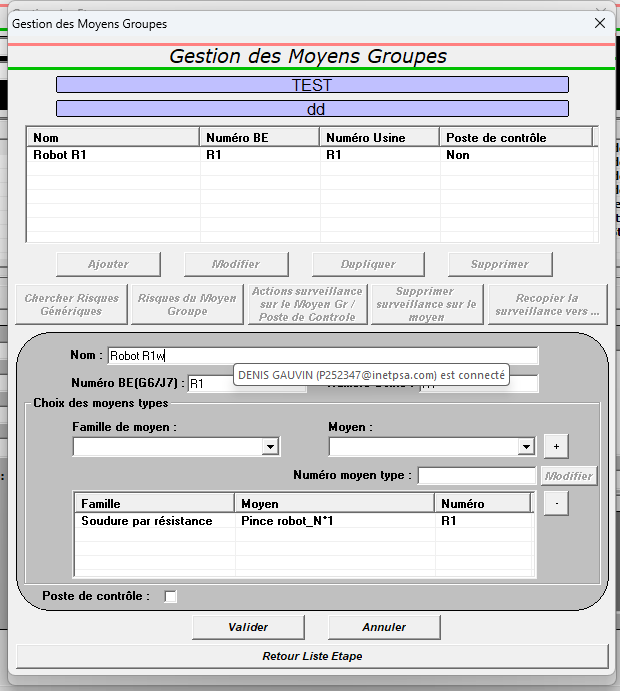 Gestion des Moyens Groupes
Gestion des Moyens Groupes
TEST
dd
Nom Numéro BE Numéro Usine Poste de contrôle
Robot R1 R1 R1 Non
Ajouter Modifier Dupliquer Supprimer
Chercher Risques Génériques
Risques du Moyen Groupe
Actions surveillance sur le Moyen Gr / Poste de Controle
Supprimer surveillance sur le moyen
Recopier la surveillance vers ...
Nom : Robot R1w
DENIS GAUVIN (P252347@inetpsa.com) est connecté
Numéro BE(G6/J7) : R1
Choix des moyens types
Famille de moyen : Moyen :
+
Numéro moyen type : Modifier
Famille Moyen Numéro -
Soudure par résistance Pince robot_N*1 R1
Poste de contrôle :
Valider Annuler
Retour Liste Etape